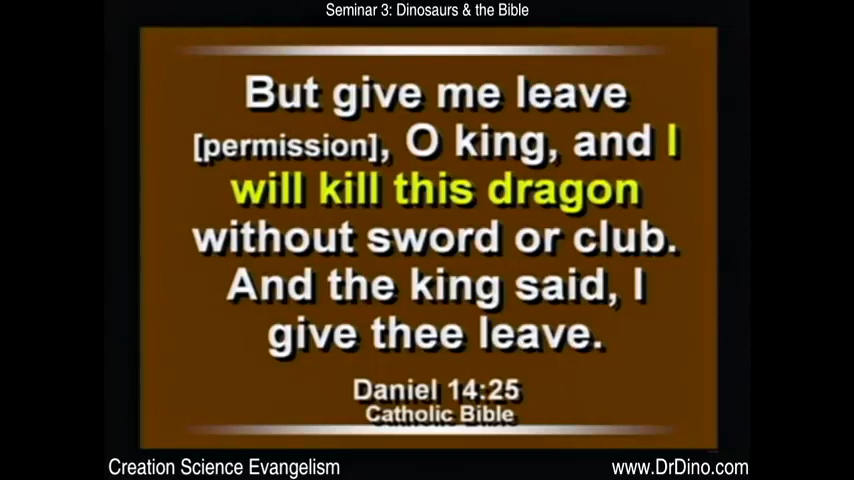 Seminar 3: Dinosaurs & the Bible
But give me leave
[permission], O king, and I
will kill this dragon
without sword or club.
And the king said, I
give thee leave.
Daniel 14:25
Catholic Bible
Creation Science Evangelism
www.DrDino.com